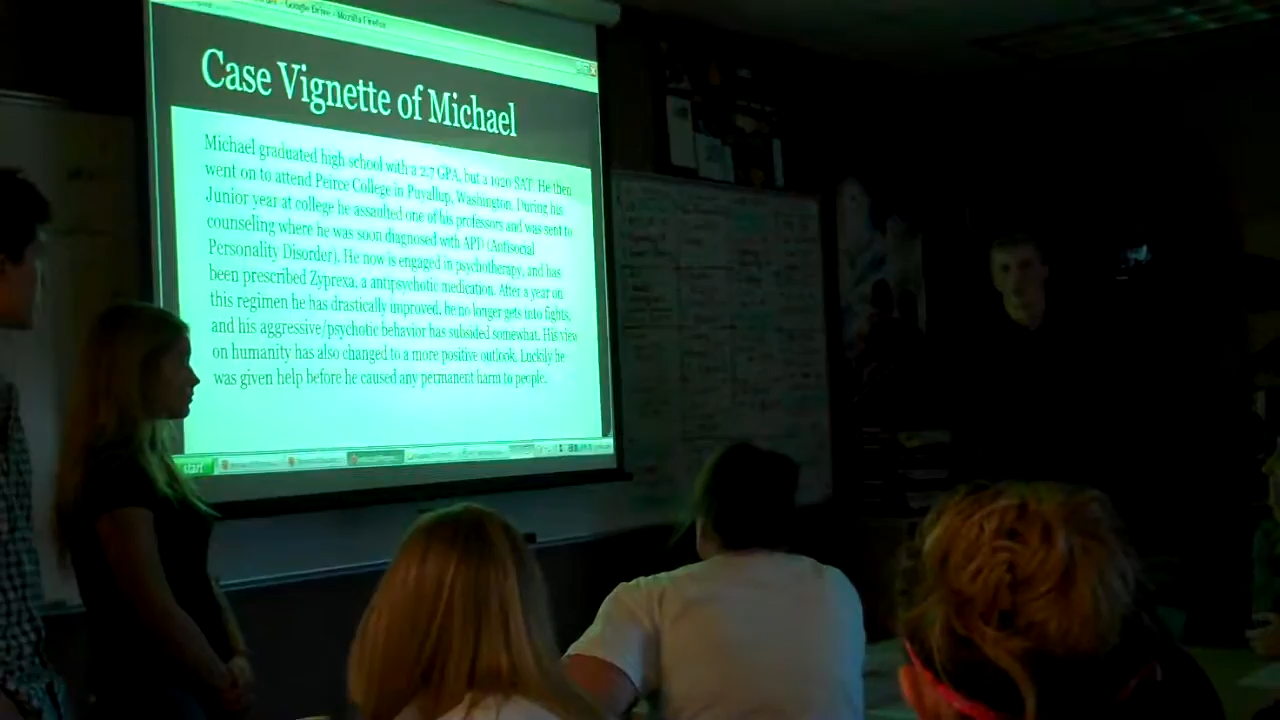 Google Drive - Mozilla Firefox
Case Vignette of Michael
Michael graduated high school with a 2.7 GPA, but a 1020 SAT. He then
went on to attend Peirce College in Puyallup, Washington. During his
Junior year at college he assaulted one of his professors and was sent to
counseling where he was soon diagnosed with APD (Antisocial
Personality Disorder). He now is engaged in psychotherapy, and has
been prescribed Zyprexa, a antipsychotic medication. After a year on
this regimen he has drastically improved, he no longer gets into fights,
and his aggressive/psychotic behavior has subsided somewhat. His view
on humanity has also changed to a more positive outlook. Luckily he
was given help before he caused any permanent harm to people.
start